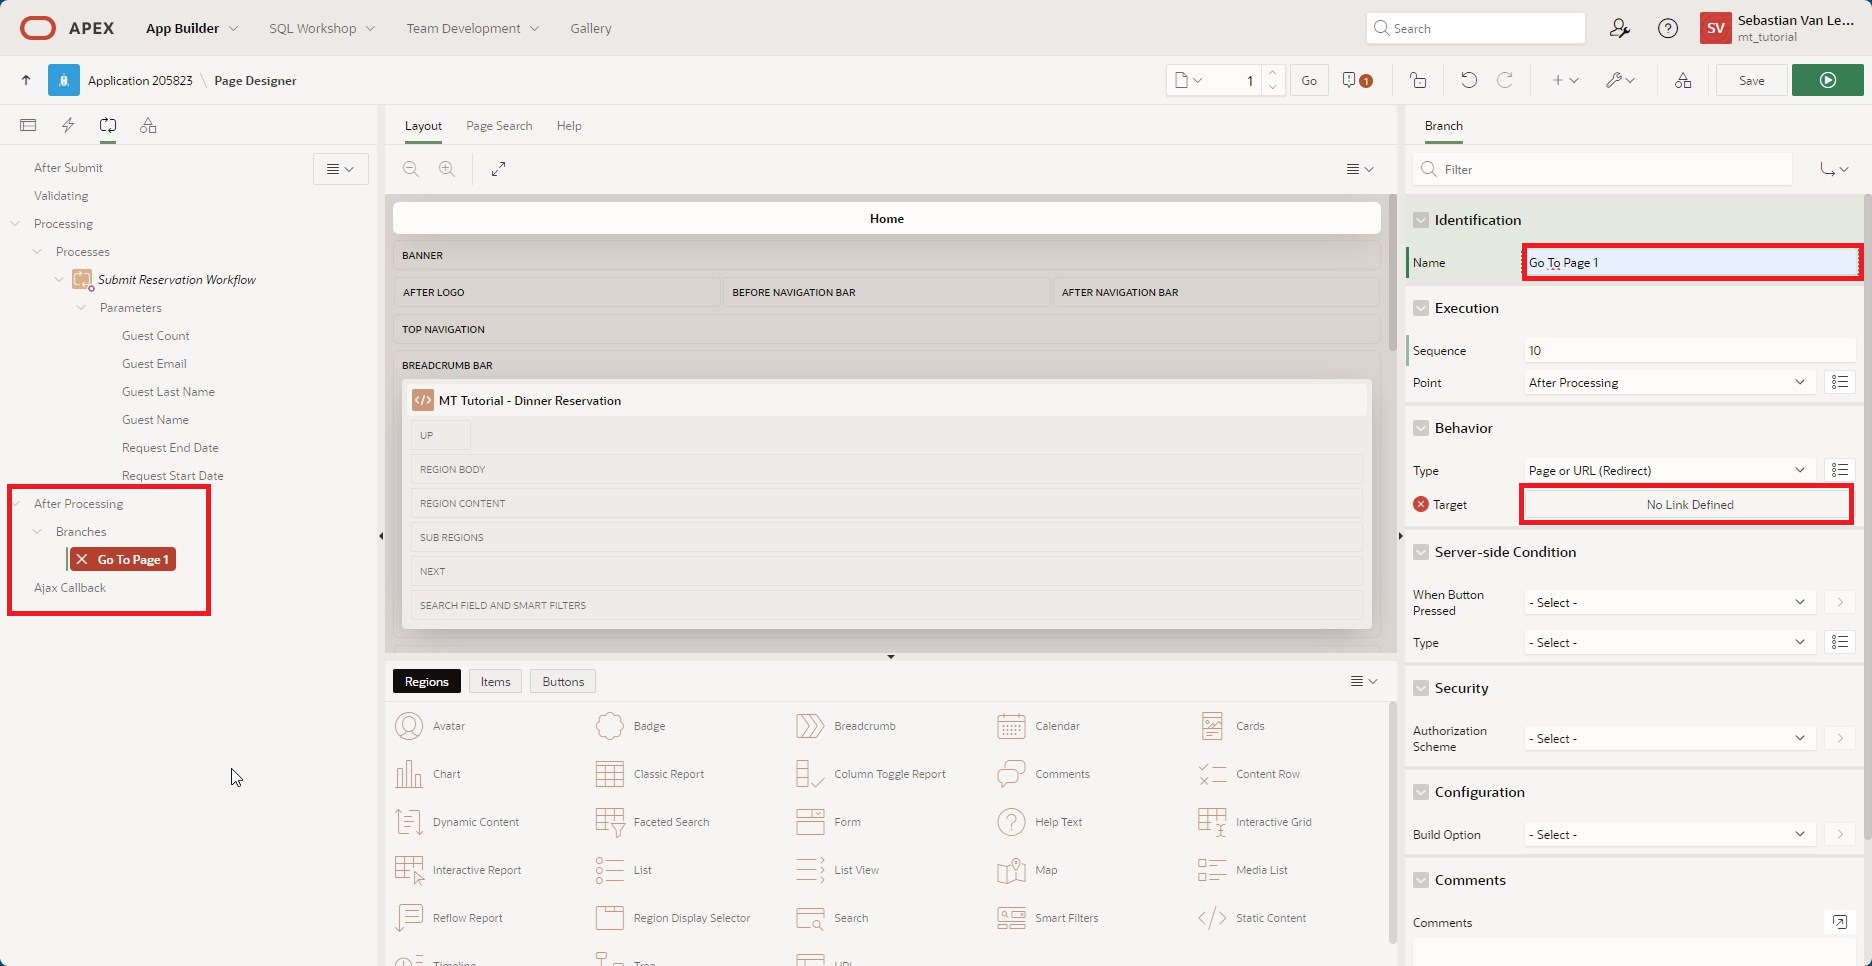 APEX
App Builder
SQL Workshop
Team Development
Gallery
Search
SV
Sebastian Van Le...
mt_tutorial
Application 205823 \ Page Designer
1
Go
1
Save
After Submit
Validating
Processing
Processes
Submit Reservation Workflow
Parameters
Guest Count
Guest Email
Guest Last Name
Guest Name
Request End Date
Request Start Date
After Processing
Branches
Go To Page 1
Ajax Callback
Layout
Page Search
Help
Home
BANNER
AFTER LOGO
BEFORE NAVIGATION BAR
AFTER NAVIGATION BAR
TOP NAVIGATION
BREADCRUMB BAR
MT Tutorial - Dinner Reservation
UP
REGION BODY
REGION CONTENT
SUB REGIONS
NEXT
SEARCH FIELD AND SMART FILTERS
Regions
Items
Buttons
Avatar
Badge
Breadcrumb
Calendar
Cards
Chart
Classic Report
Column Toggle Report
Comments
Content Row
Dynamic Content
Faceted Search
Form
Help Text
Interactive Grid
Interactive Report
List
List View
Map
Media List
Reflow Report
Region Display Selector
Search
Smart Filters
Static Content
Timeline
Tree
URL
Branch
Filter
Identification
Name
Go To Page 1
Execution
Sequence
10
Point
After Processing
Behavior
Type
Page or URL (Redirect)
Target
No Link Defined
Server-side Condition
When Button
Pressed
- Select -
Type
- Select -
Security
Authorization
Scheme
- Select -
Configuration
Build Option
- Select -
Comments
Comments